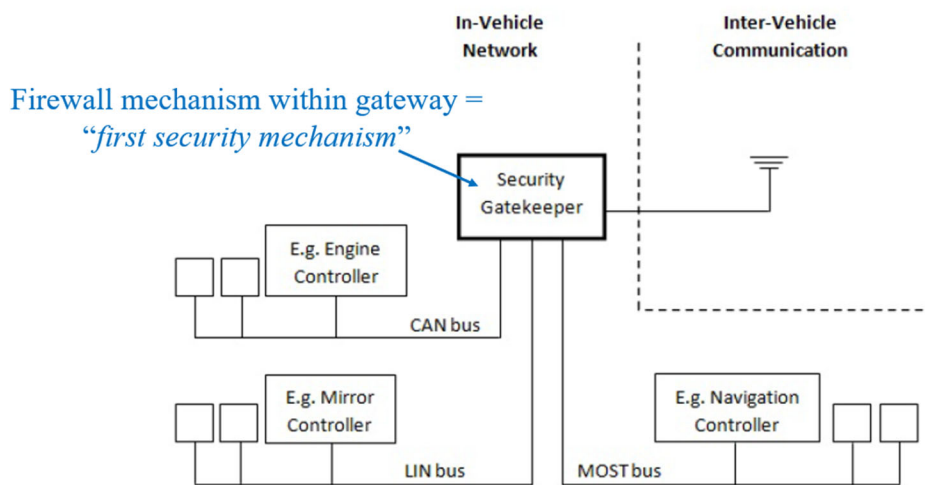 In-Vehicle
Network
Inter-Vehicle
Communication
Firewall mechanism within gateway =
“first security mechanism”
Security
Gatekeeper
E.g. Engine
Controller
CAN bus
E.g. Mirror
Controller
E.g. Navigation
Controller
LIN bus
MOST bus